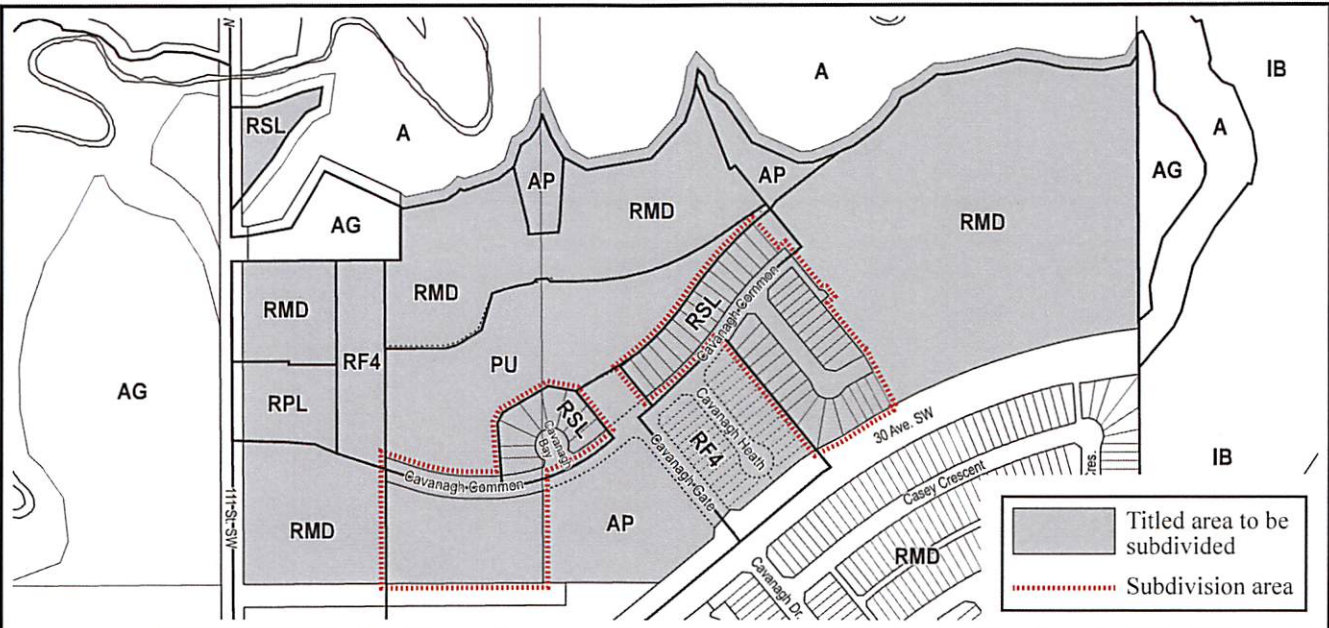 A
IB
RSL
A
A
AP
AP
AG
RMD
AG
RMD
RMD
RMD
RSL
Cavanagh Common
RF4
PU
AG
RPL
RSL
Cavanagh Bay
Cavanagh Heath
RF4
30 Ave. SW
Cavanagh Common
Cavanagh Gate
Casey Crescent
Cres.
IB
111 St. SW
RMD
AP
RMD
Cavanagh Dr.
Titled area to be
subdivided
Subdivision area